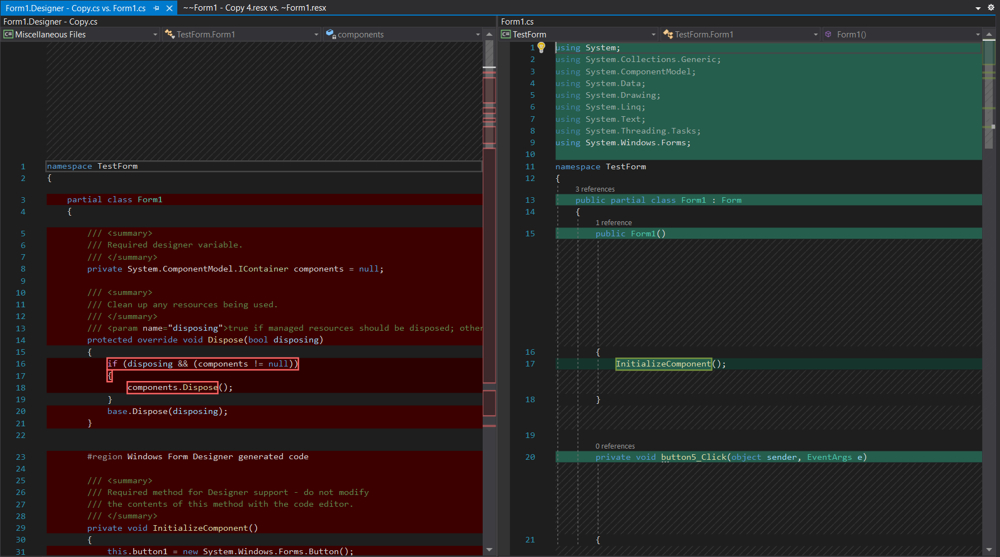 Form1.Designer - Copy.cs vs. Form1.cs
~~Form1 - Copy 4.resx vs. ~Form1.resx
Form1.Designer - Copy.cs
C# Miscellaneous Files
TestForm.Form1
components
1 namespace TestForm
2 {
3 partial class Form1
4 {
5 /// <summary>
6 /// Required designer variable.
7 /// </summary>
8 private System.ComponentModel.IContainer components = null;
9
10 /// <summary>
11 /// Clean up any resources being used.
12 /// </summary>
13 /// <param name="disposing">true if managed resources should be disposed; other
14 protected override void Dispose(bool disposing)
15 {
16 if (disposing && (components != null))
17 {
18 components.Dispose();
19 }
20 base.Dispose(disposing);
21 }
22
23 #region Windows Form Designer generated code
24
25 /// <summary>
26 /// Required method for Designer support - do not modify
27 /// the contents of this method with the code editor.
28 /// </summary>
29 private void InitializeComponent()
30 {
31 this.button1 = new System.Windows.Forms.Button();
Form1.cs
C# TestForm
TestForm.Form1
Form1()
1 using System;
2 using System.Collections.Generic;
3 using System.ComponentModel;
4 using System.Data;
5 using System.Drawing;
6 using System.Linq;
7 using System.Text;
8 using System.Threading.Tasks;
9 using System.Windows.Forms;
10
11 namespace TestForm
12 {
3 references
13 public partial class Form1 : Form
14 {
1 reference
15 public Form1()
16 {
17 InitializeComponent();
18 }
19
0 references
20 private void button5_Click(object sender, EventArgs e)
21 {